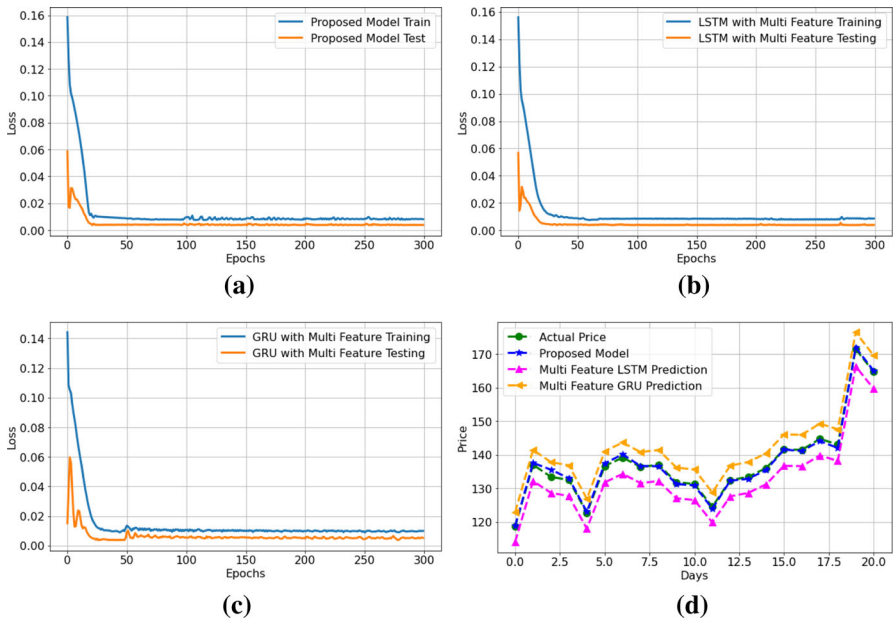 Proposed Model Train
Proposed Model Test
Loss
0.16
0.14
0.12
0.10
0.08
0.06
0.04
0.02
0.00
0 50 100 150 200 250 300
Epochs
(a)
LSTM with Multi Feature Training
LSTM with Multi Feature Testing
Loss
0.16
0.14
0.12
0.10
0.08
0.06
0.04
0.02
0.00
0 50 100 150 200 250 300
Epochs
(b)
GRU with Multi Feature Training
GRU with Multi Feature Testing
Loss
0.14
0.12
0.10
0.08
0.06
0.04
0.02
0.00
0 50 100 150 200 250 300
Epochs
(c)
Actual Price
Proposed Model
Multi Feature LSTM Prediction
Multi Feature GRU Prediction
Price
170
160
150
140
130
120
0.0 2.5 5.0 7.5 10.0 12.5 15.0 17.5 20.0
Days
(d)